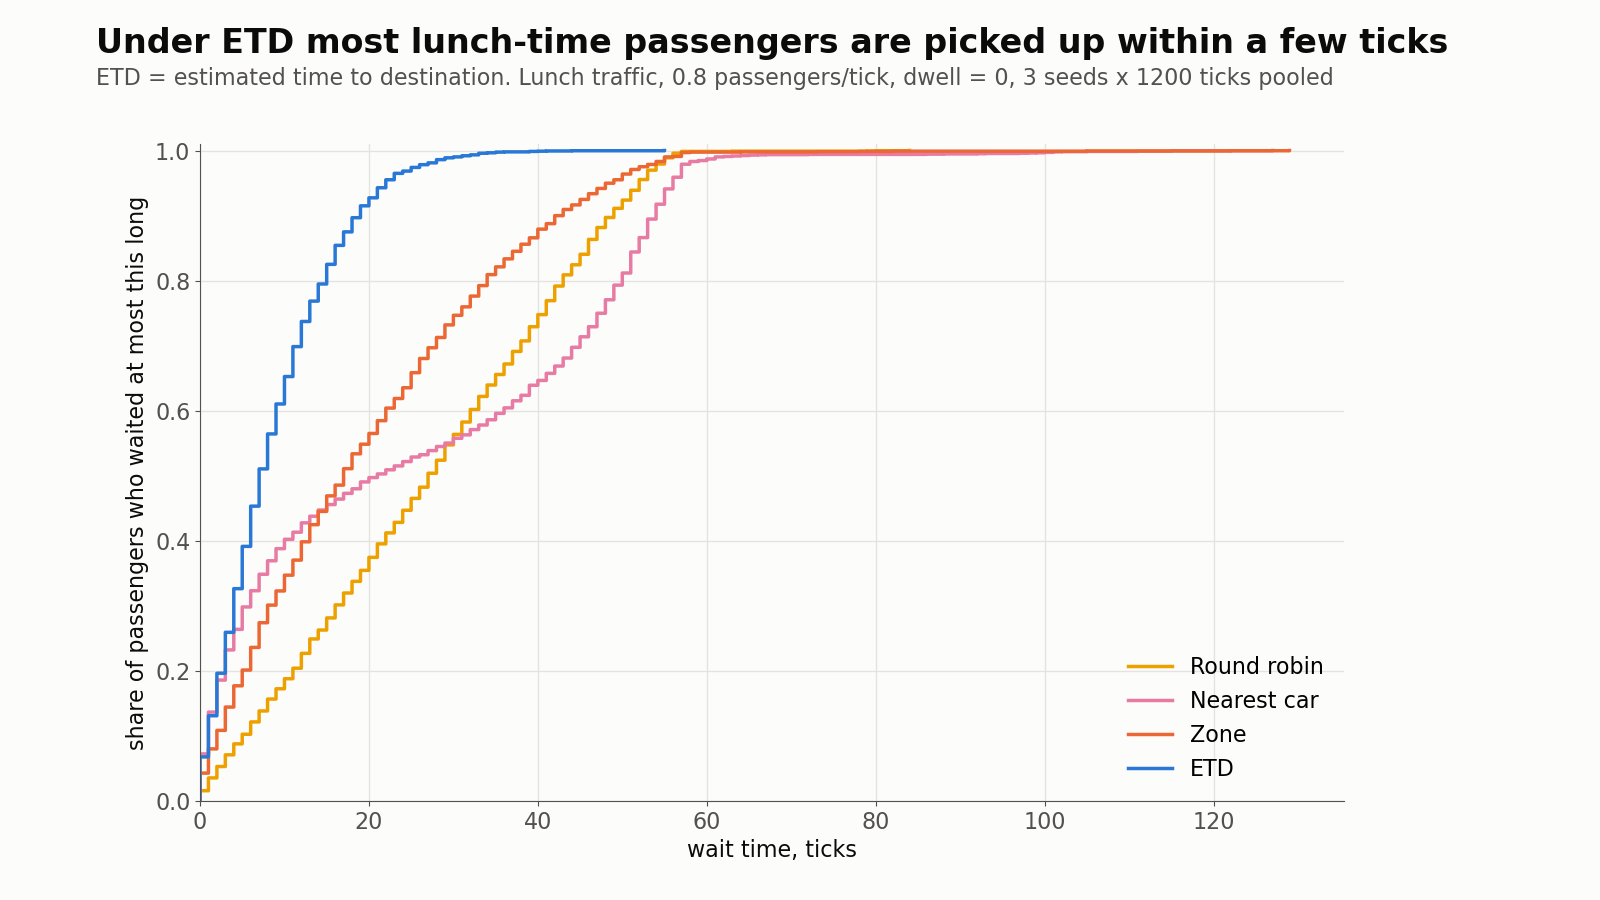 Under ETD most lunch-time passengers are picked up within a few ticks
ETD = estimated time to destination. Lunch traffic, 0.8 passengers/tick, dwell = 0, 3 seeds x 1200 ticks pooled
share of passengers who waited at most this long
1.0
0.8
0.6
0.4
0.2
0.0
Round robin
Nearest car
Zone
ETD
0 20 40 60 80 100 120
wait time, ticks